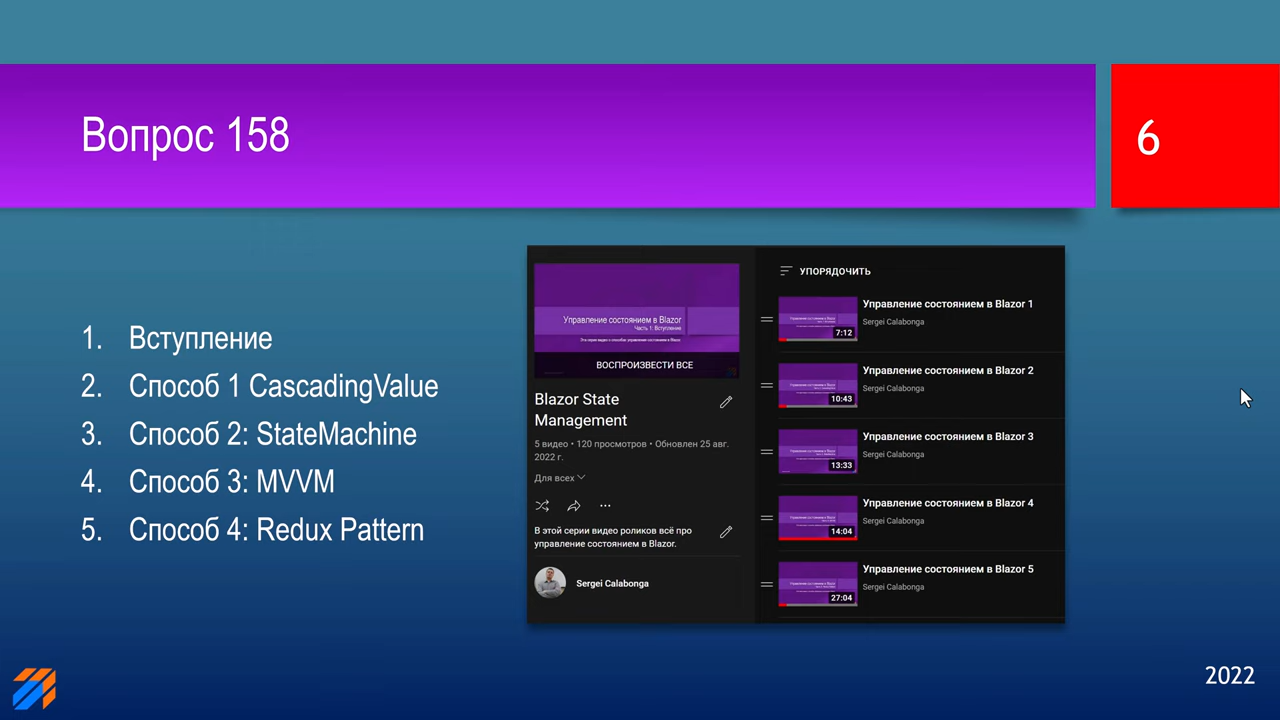 Вопрос 158
6
1. Вступление
2. Способ 1 CascadingValue
3. Способ 2: StateMachine
4. Способ 3: MVVM
5. Способ 4: Redux Pattern
Управление состоянием в Blazor
Часть 1: Вступление
ВОСПРОИЗВЕСТИ ВСЕ
Blazor State
Management
5 видео • 120 просмотров • Обновлен 25 авг.
2022 г.
Для всех
В этой серии видео роликов всё про
управление состоянием в Blazor.
Sergei Calabonga
УПОРЯДОЧИТЬ
7:12
Управление состоянием в Blazor 1
Sergei Calabonga
10:43
Управление состоянием в Blazor 2
Sergei Calabonga
13:33
Управление состоянием в Blazor 3
Sergei Calabonga
14:04
Управление состоянием в Blazor 4
Sergei Calabonga
27:04
Управление состоянием в Blazor 5
Sergei Calabonga
2022